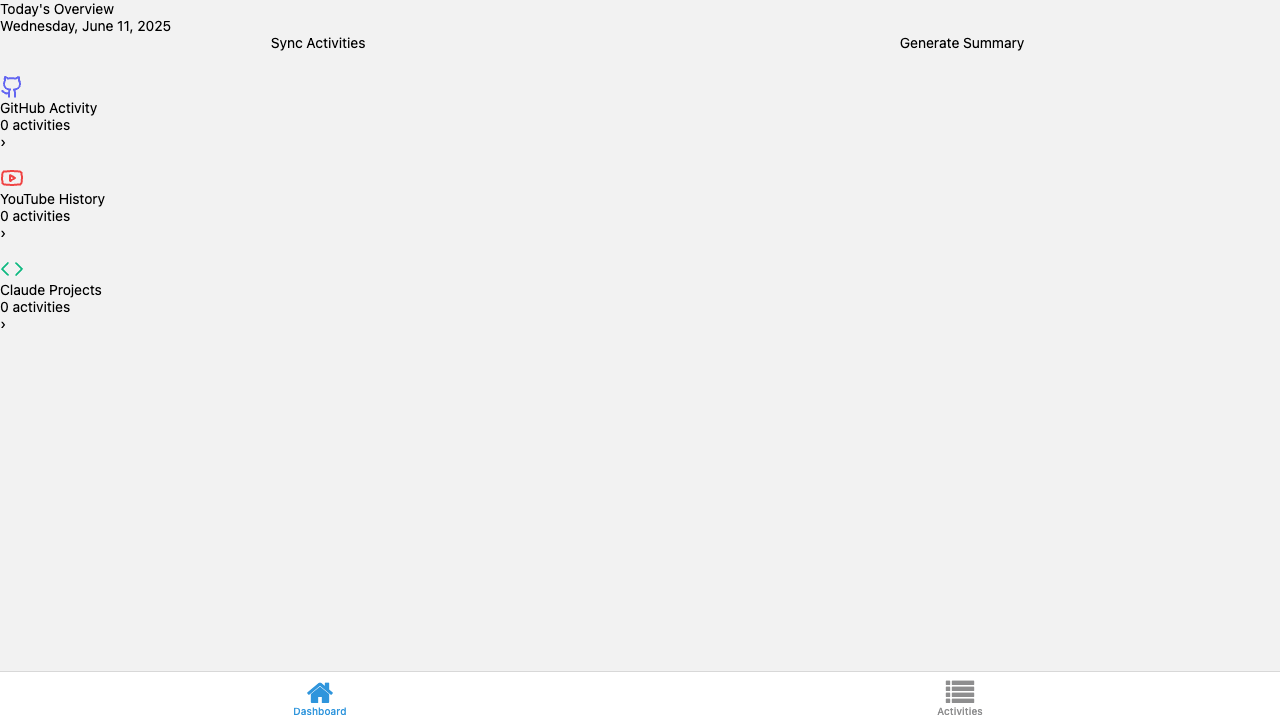 Today's Overview
Wednesday, June 11, 2025
Sync Activities
Generate Summary
GitHub Activity
0 activities
›
YouTube History
0 activities
›
Claude Projects
0 activities
›
Dashboard
Activities